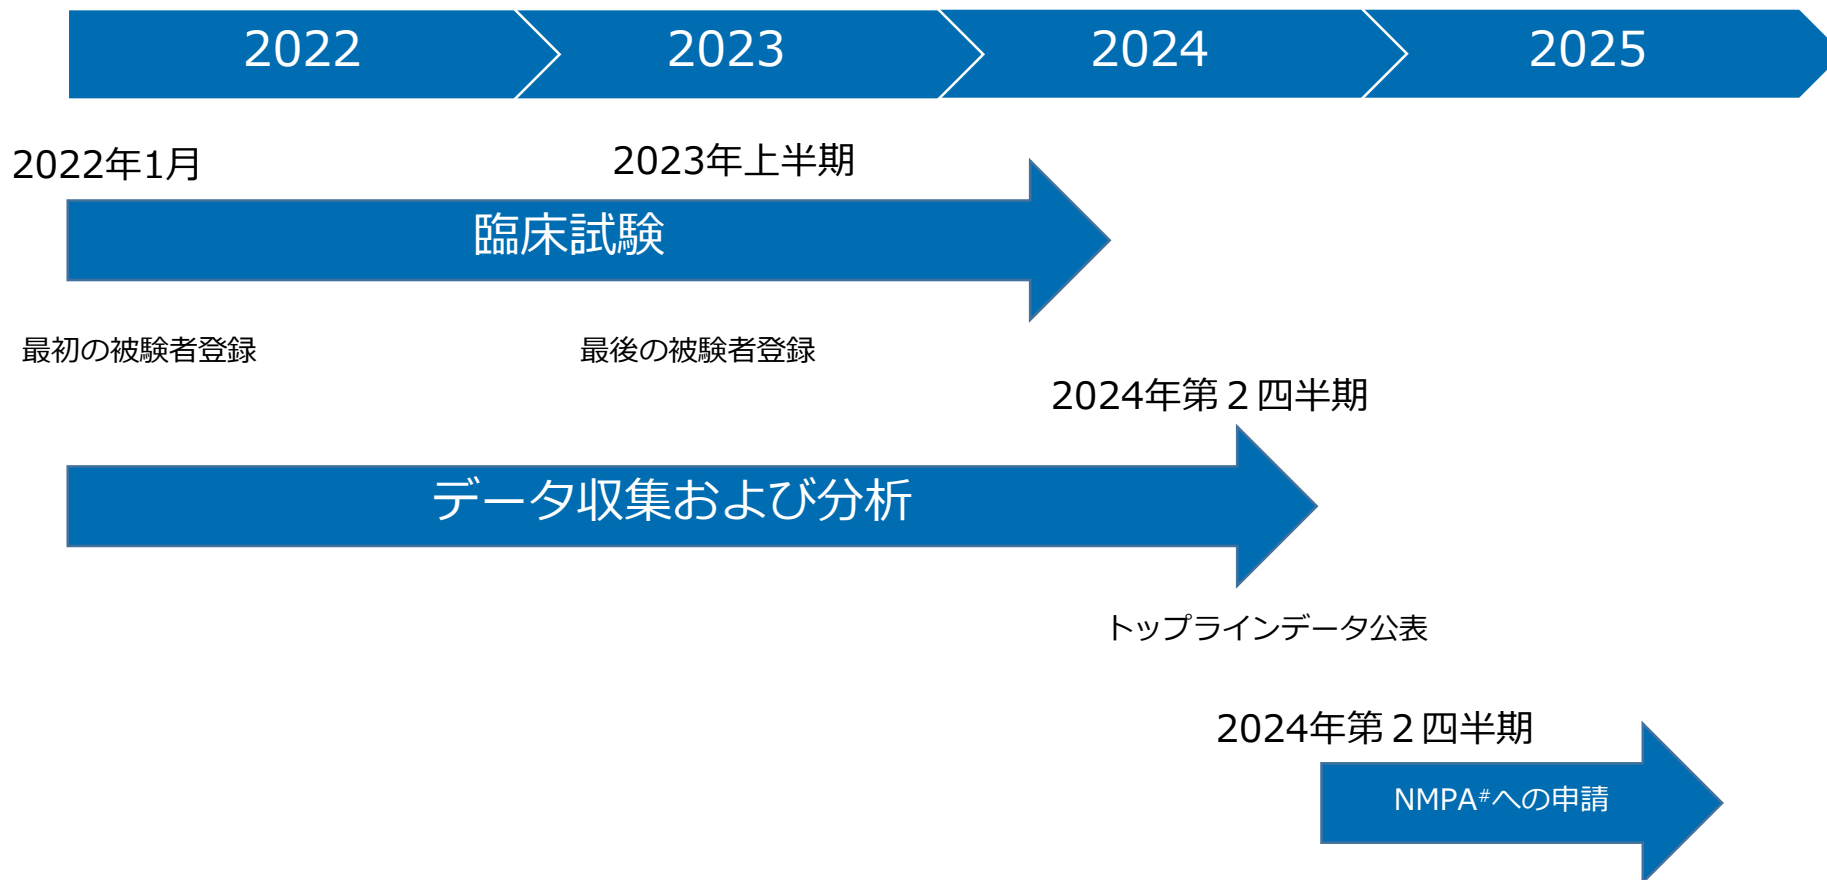 2022 2023 2024 2025
2022年1月
2023年上半期
臨床試験
最初の被験者登録
最後の被験者登録
2024年第２四半期
データ収集および分析
トップラインデータ公表
2024年第２四半期
NMPA#への申請